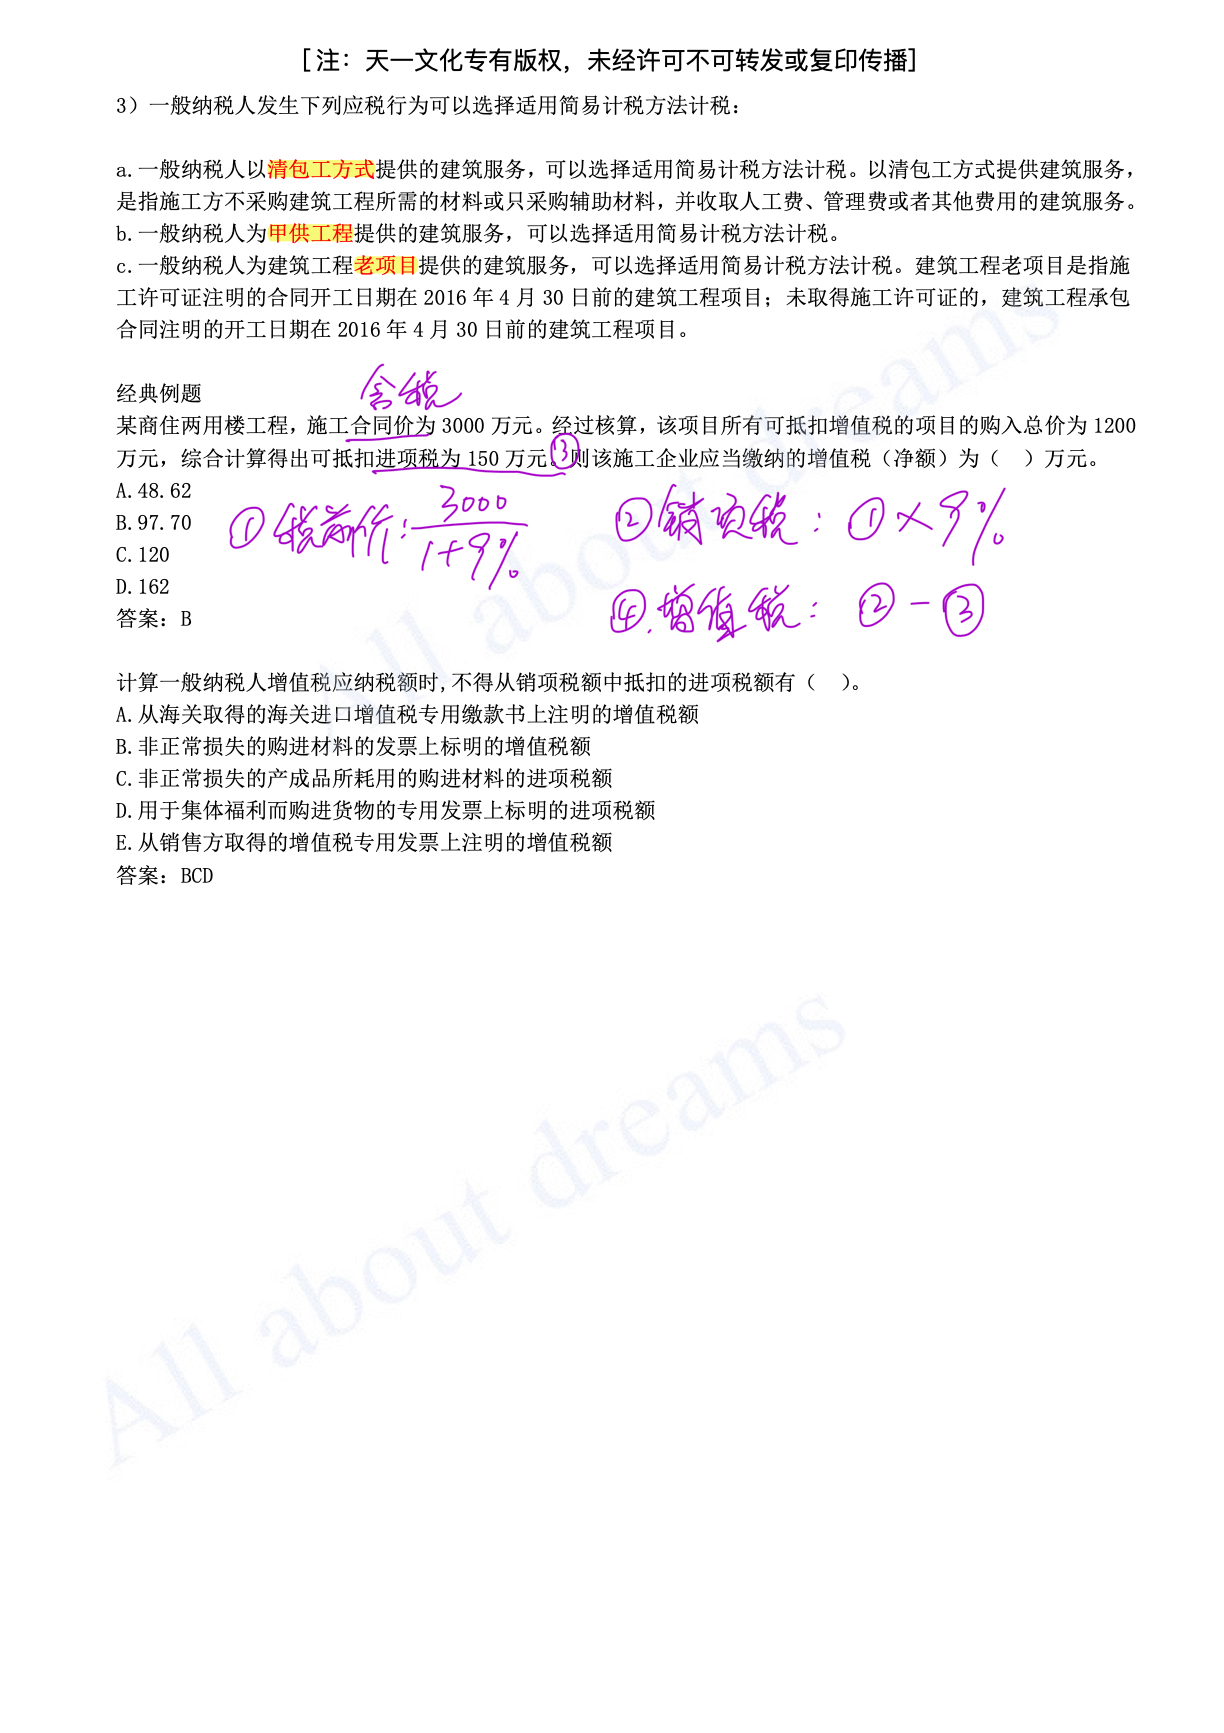 [注：天一文化专有版权，未经许可不可转发或复印传播]
3）一般纳税人发生下列应税行为可以选择适用简易计税方法计税：
a.一般纳税人以清包工方式提供的建筑服务，可以选择适用简易计税方法计税。以清包工方式提供建筑服务，
是指施工方不采购建筑工程所需的材料或只采购辅助材料，并收取人工费、管理费或者其他费用的建筑服务。
b.一般纳税人为甲供工程提供的建筑服务，可以选择适用简易计税方法计税。
c.一般纳税人为建筑工程老项目提供的建筑服务，可以选择适用简易计税方法计税。建筑工程老项目是指施
工许可证注明的合同开工日期在 2016 年 4 月 30 日前的建筑工程项目；未取得施工许可证的，建筑工程承包
合同注明的开工日期在 2016 年 4 月 30 日前的建筑工程项目。
经典例题
含税
某商住两用楼工程，施工合同价为 3000 万元。经过核算，该项目所有可抵扣增值税的项目的购入总价为 1200
万元，综合计算得出可抵扣进项税为 150 万元。③则该施工企业应当缴纳的增值税（净额）为（ ）万元。
A.48.62
B.97.70
C.120
D.162
答案：B
①税前价：3000
1+9%
②销项税：①×9%
④.增值税：②-③
计算一般纳税人增值税应纳税额时,不得从销项税额中抵扣的进项税额有（ ）。
A.从海关取得的海关进口增值税专用缴款书上注明的增值税额
B.非正常损失的购进材料的发票上标明的增值税额
C.非正常损失的产成品所耗用的购进材料的进项税额
D.用于集体福利而购进货物的专用发票上标明的进项税额
E.从销售方取得的增值税专用发票上注明的增值税额
答案：BCD
All about dreams
All about dreams